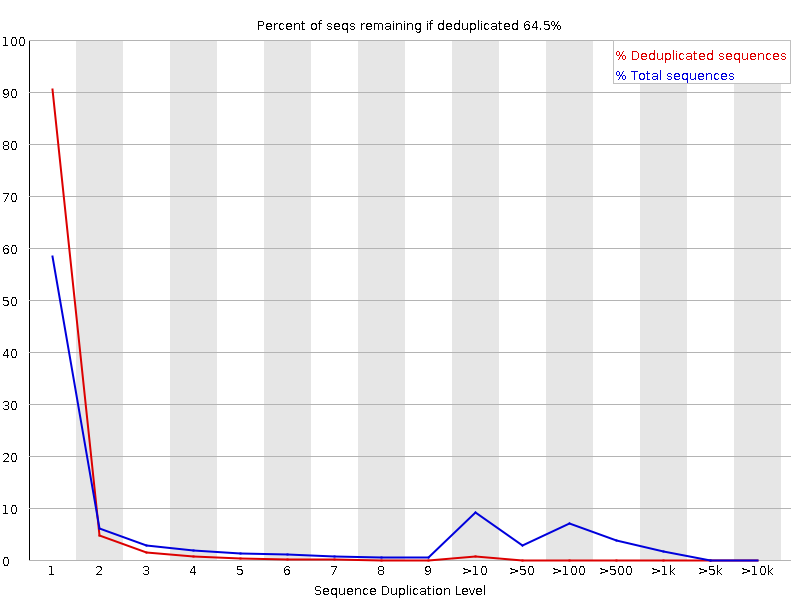 Percent of seqs remaining if deduplicated 64.5%
% Deduplicated sequences
% Total sequences
100
90
80
70
60
50
40
30
20
10
0
1 2 3 4 5 6 7 8 9 >10 >50 >100 >500 >1k >5k >10k
Sequence Duplication Level